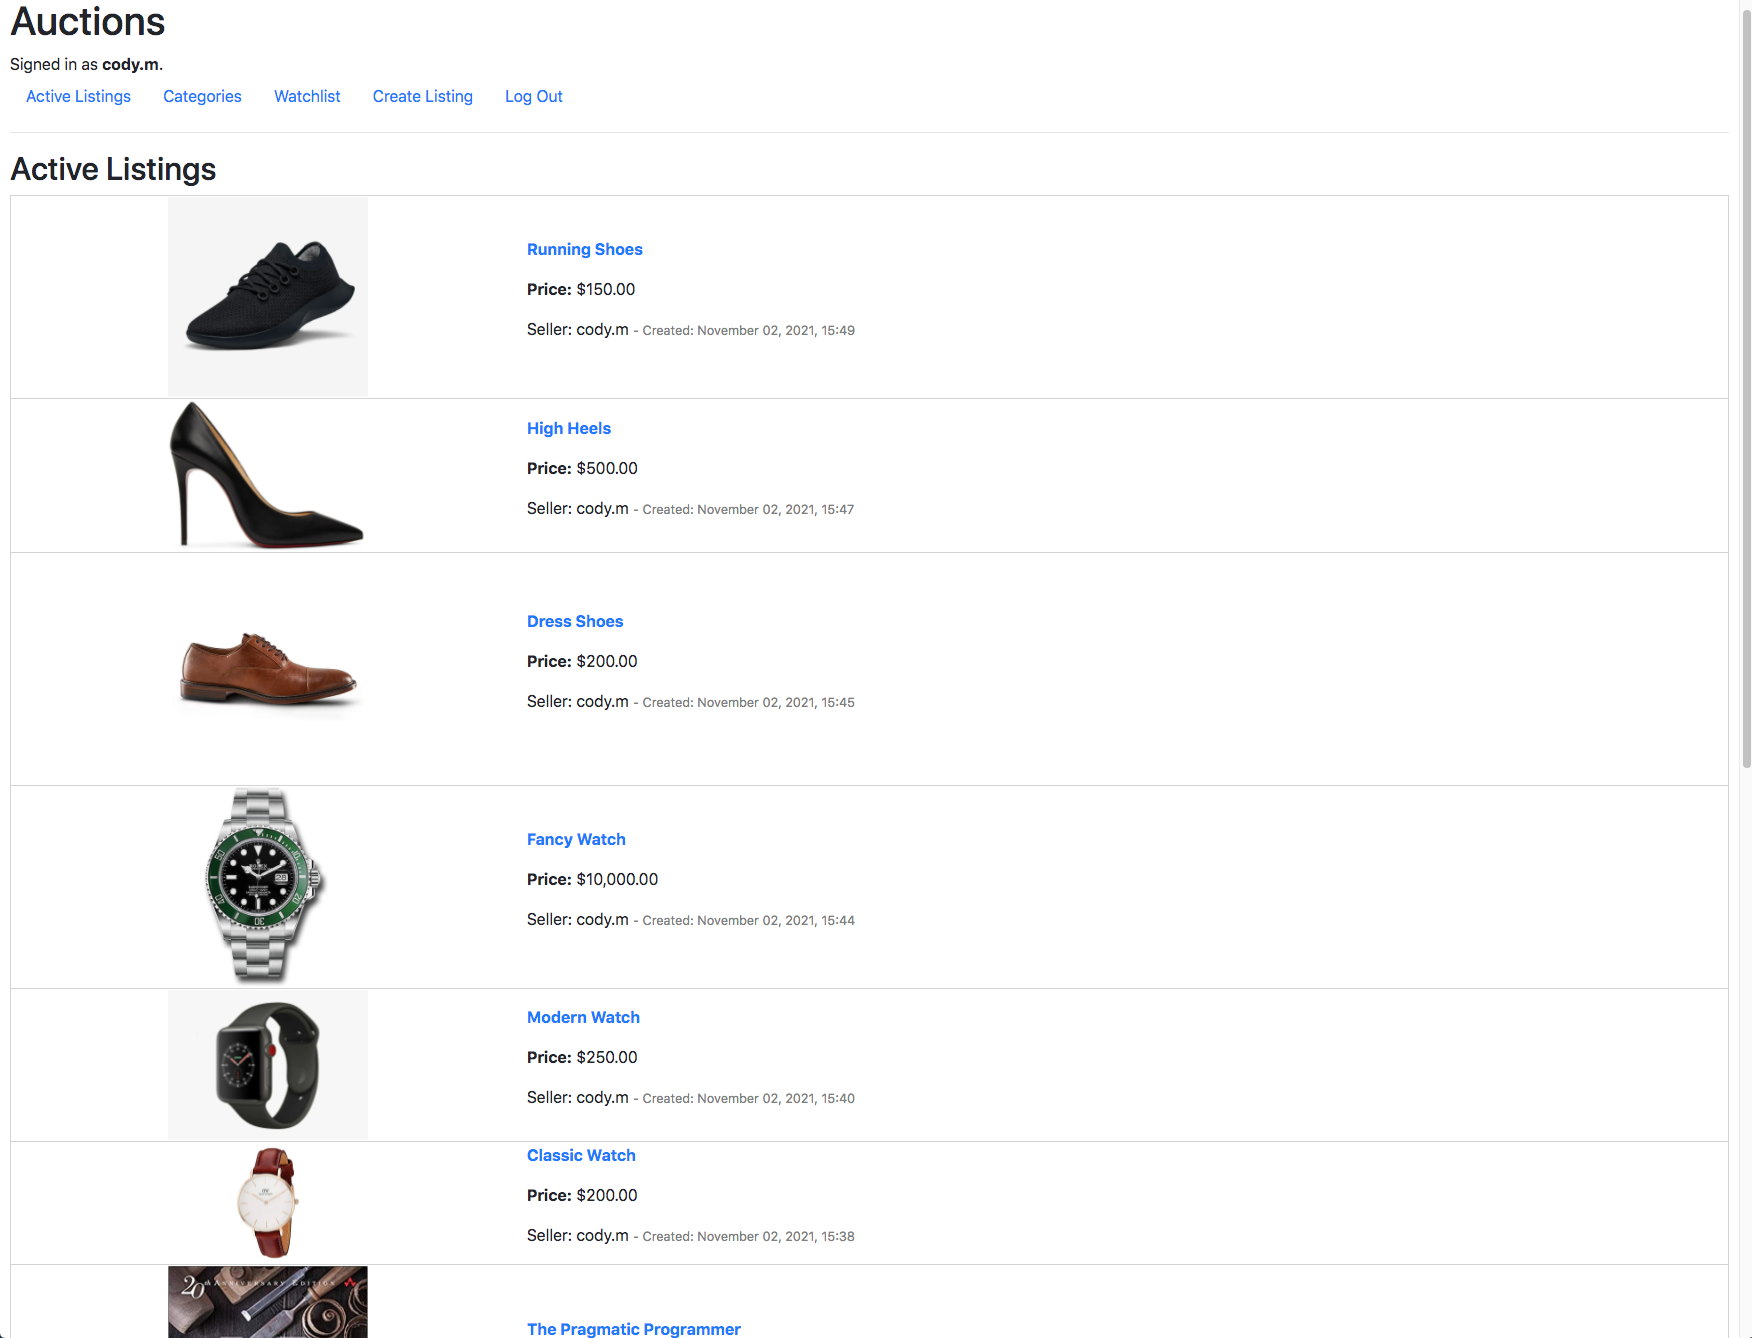 Auctions
Signed in as cody.m.
Active Listings Categories Watchlist Create Listing Log Out
Active Listings
Running Shoes
Price: $150.00
Seller: cody.m - Created: November 02, 2021, 15:49
High Heels
Price: $500.00
Seller: cody.m - Created: November 02, 2021, 15:47
Dress Shoes
Price: $200.00
Seller: cody.m - Created: November 02, 2021, 15:45
Fancy Watch
Price: $10,000.00
Seller: cody.m - Created: November 02, 2021, 15:44
Modern Watch
Price: $250.00
Seller: cody.m - Created: November 02, 2021, 15:40
Classic Watch
Price: $200.00
Seller: cody.m - Created: November 02, 2021, 15:38
20th ANNIVERSARY EDITION
The Pragmatic Programmer